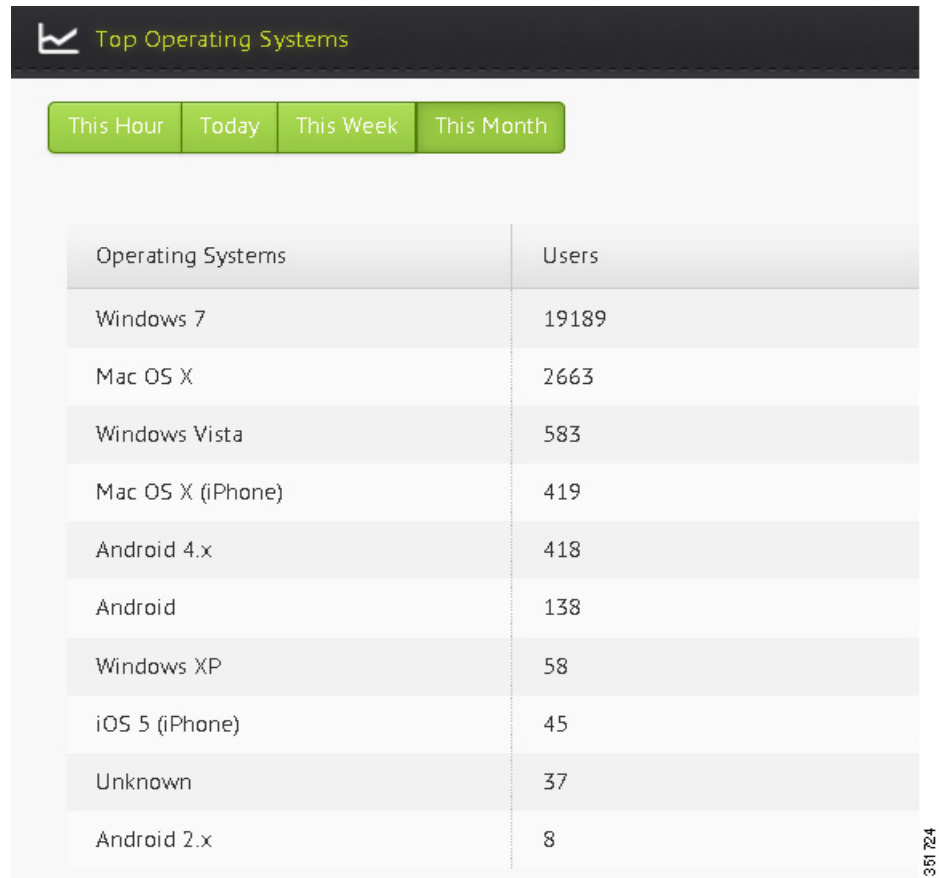 Top Operating Systems
This Hour Today This Week This Month
Operating Systems Users
Windows 7 19189
Mac OS X 2663
Windows Vista 583
Mac OS X (iPhone) 419
Android 4.x 418
Android 138
Windows XP 58
iOS 5 (iPhone) 45
Unknown 37
Android 2.x 8
351724